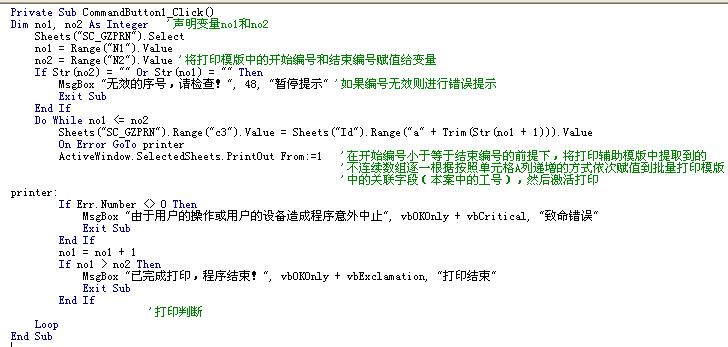 Private Sub CommandButton1_Click()
Dim no1, no2 As Integer '声明变量no1和no2
Sheets("SC_GZPRN").Select
no1 = Range("N1").Value
no2 = Range("N2").Value '将打印模版中的开始编号和结束编号赋值给变量
If Str(no2) = "" Or Str(no1) = "" Then
MsgBox "无效的序号，请检查！", 48, "暂停提示" '如果编号无效则进行错误提示
Exit Sub
End If
Do While no1 <= no2
Sheets("SC_GZPRN").Range("c3").Value = Sheets("Id").Range("a" + Trim(Str(no1 + 1))).Value
On Error GoTo printer
ActiveWindow.SelectedSheets.PrintOut From:=1 '在开始编号小于等于结束编号的前提下，将打印辅助模版中提取到的
'不连续数组逐一根据按照单元格A列递增的方式依次赋值到批量打印模版
'中的关联字段（本案中的工号），然后激活打印
printer:
If Err.Number <> 0 Then
MsgBox "由于用户的操作或用户的设备造成程序意外中止", vbOKOnly + vbCritical, "致命错误"
Exit Sub
End If
no1 = no1 + 1
If no1 > no2 Then
MsgBox "已完成打印，程序结束！", vbOKOnly + vbExclamation, "打印结束"
Exit Sub
End If
'打印判断
Loop
End Sub